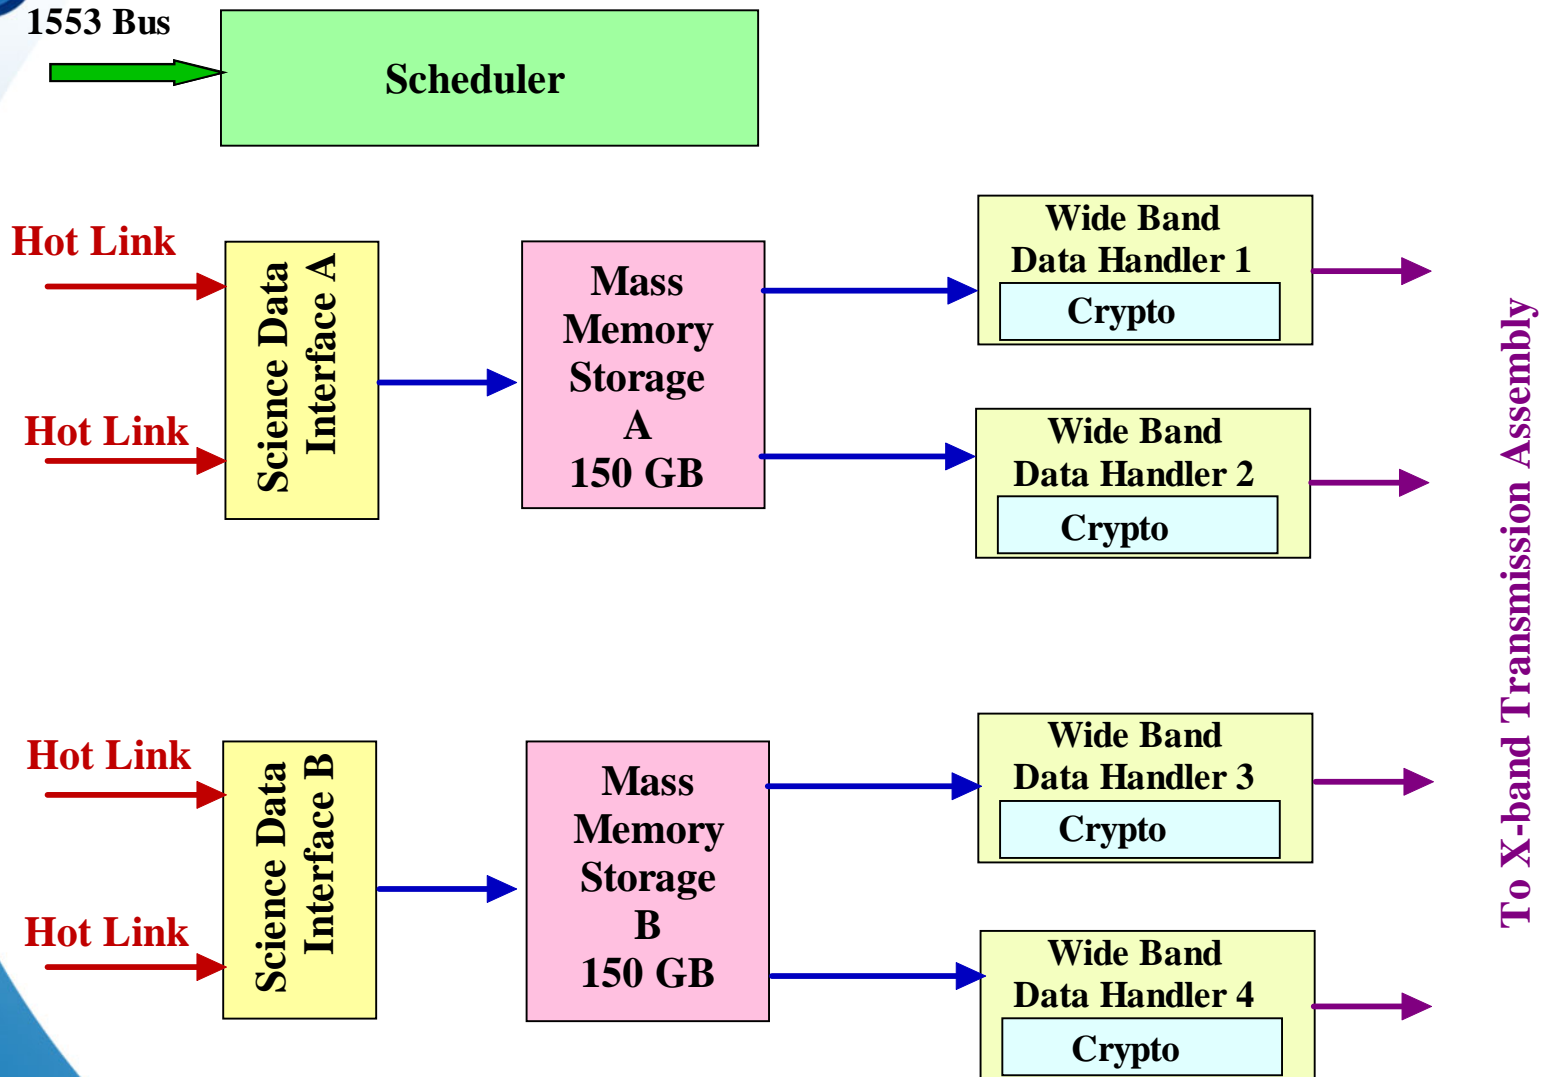 1553 Bus
Scheduler
Hot Link
Hot Link
Science Data
Interface A
Mass
Memory
Storage
A
150 GB
Wide Band
Data Handler 1
Crypto
Wide Band
Data Handler 2
Crypto
Hot Link
Hot Link
Science Data
Interface B
Mass
Memory
Storage
B
150 GB
Wide Band
Data Handler 3
Crypto
Wide Band
Data Handler 4
Crypto
To X-band Transmission Assembly